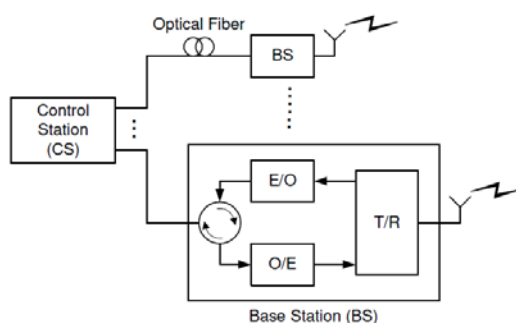 Optical Fiber
BS
Control
Station
(CS)
E/O
T/R
O/E
Base Station (BS)